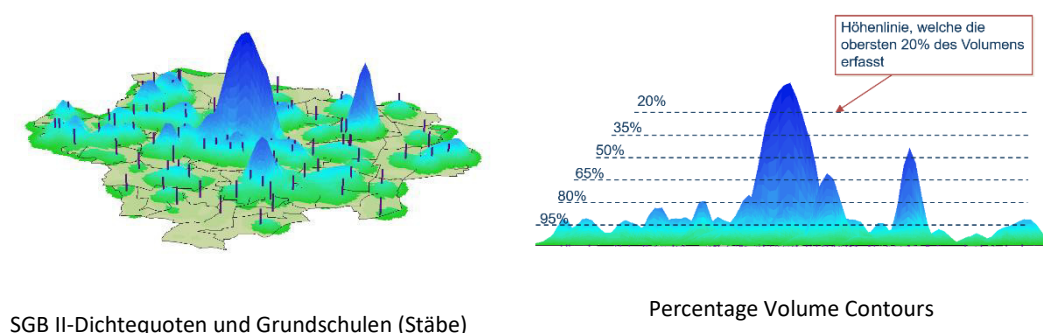 Höhenlinie, welche die
obersten 20% des Volumens
erfasst
20%
35%
50%
65%
80%
95%
SGB II-Dichtequoten und Grundschulen (Stäbe)
Percentage Volume Contours